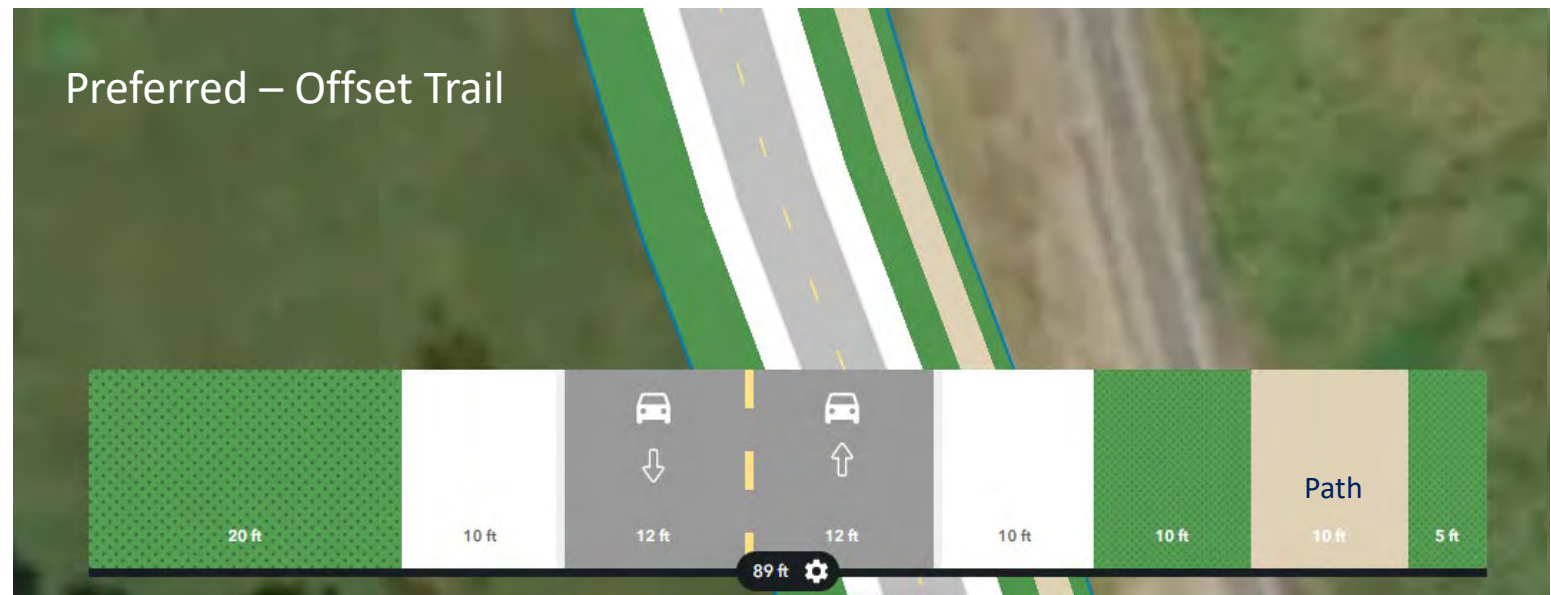 Preferred – Offset Trail
Path
20 ft 10 ft 12 ft 12 ft 10 ft 10 ft 10 ft 5 ft
89 ft